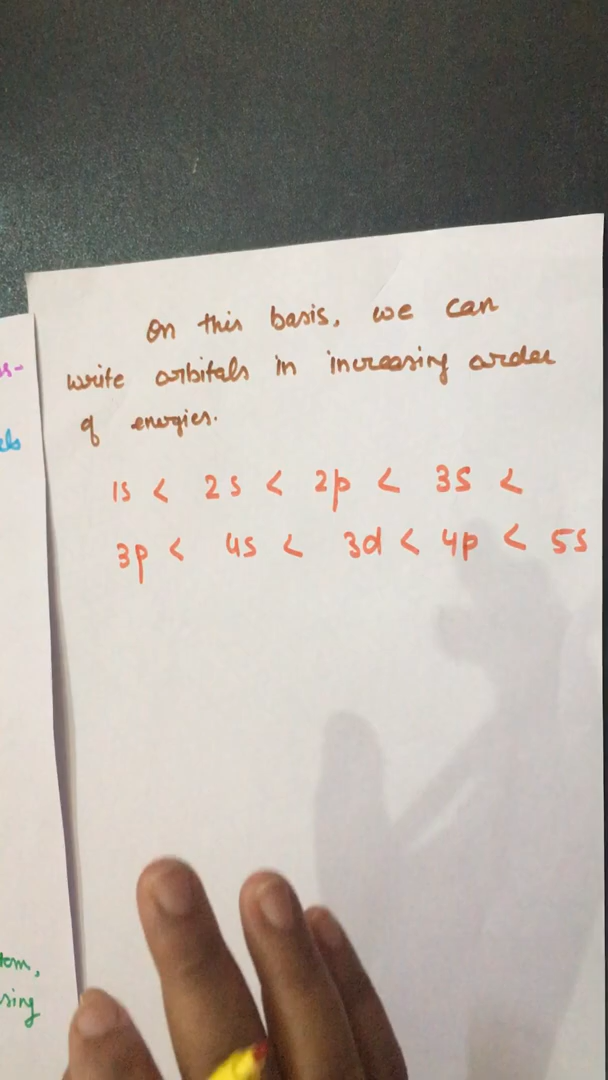 On this basis, we can
write orbitals in increasing order
of energies.
1s < 2s < 2p < 3s <
3p < 4s < 3d < 4p < 5s